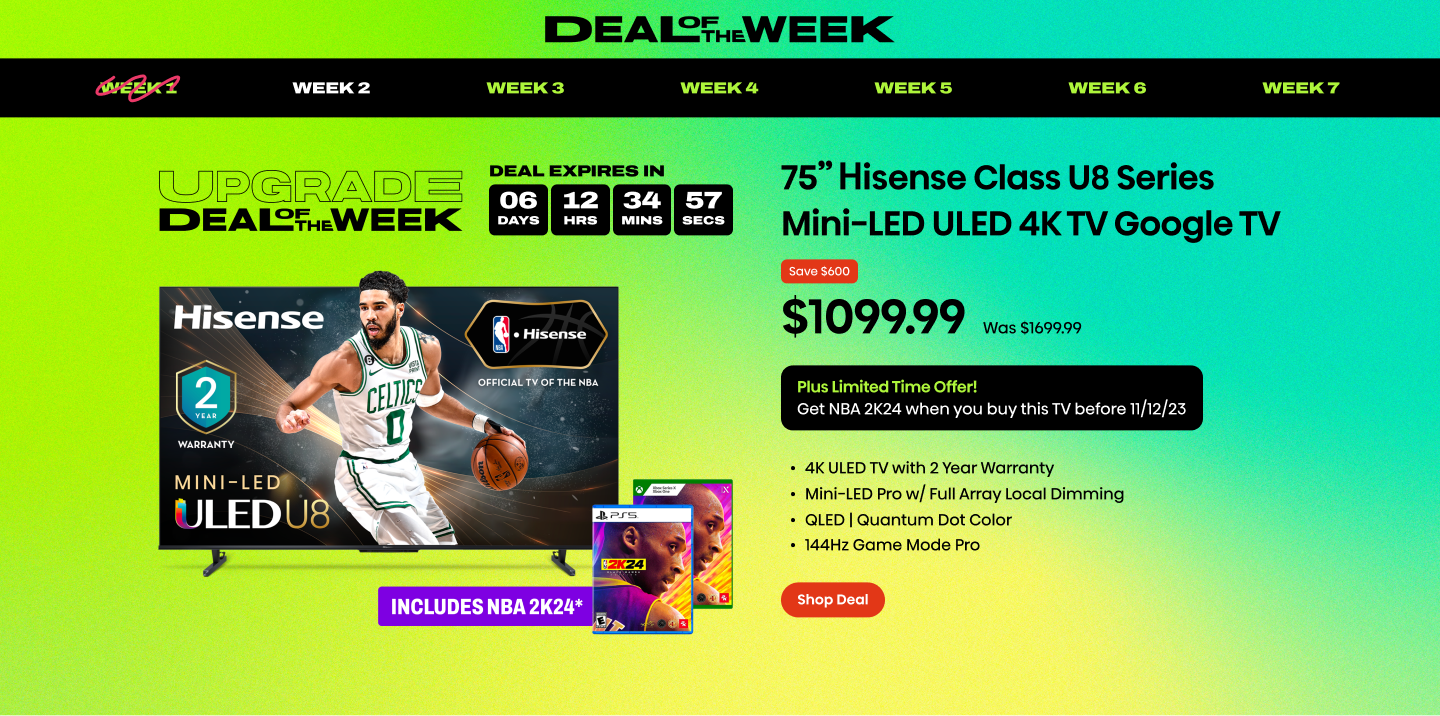 DEAL OF THE WEEK
WEEK 1
WEEK 2
WEEK 3
WEEK 4
WEEK 5
WEEK 6
WEEK 7
UPGRADE
DEAL OF THE WEEK
DEAL EXPIRES IN
06 12 34 57
DAYS HRS MINS SECS
Hisense
NBA
Hisense
OFFICIAL TV OF THE NBA
2
YEAR
WARRANTY
CELTICS
0
MINI-LED
ULED U8
XBOX Series X
Xbox One
PS5
2K24
INCLUDES NBA 2K24*
75” Hisense Class U8 Series
Mini-LED ULED 4K TV Google TV
Save $600
$1099.99 Was $1699.99
Plus Limited Time Offer!
Get NBA 2K24 when you buy this TV before 11/12/23
• 4K ULED TV with 2 Year Warranty
• Mini-LED Pro w/ Full Array Local Dimming
• QLED | Quantum Dot Color
• 144Hz Game Mode Pro
Shop Deal